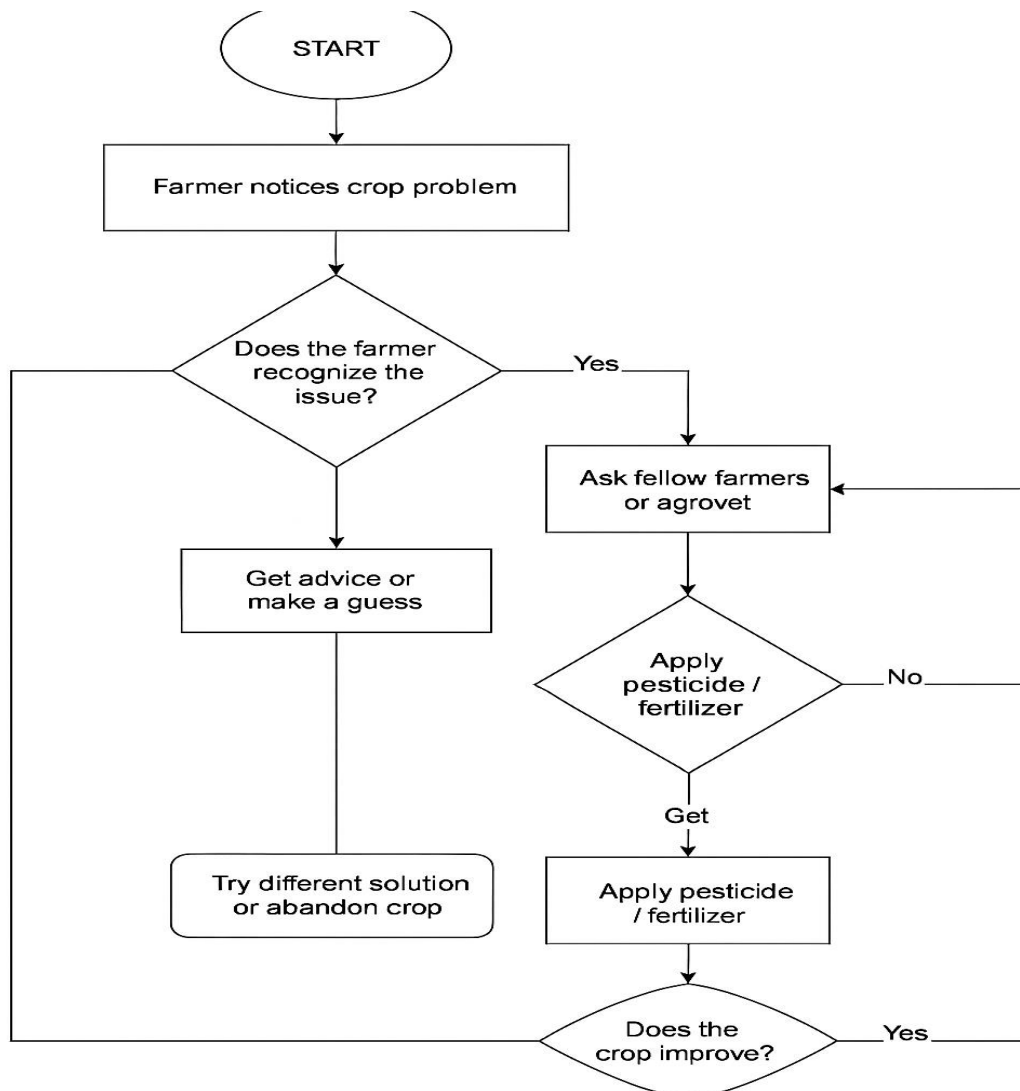 START
Farmer notices crop problem
Does the farmer
recognize the
issue?
Yes
Ask fellow farmers
or agrovet
Get advice or
make a guess
Apply
pesticide /
fertilizer
No
Get
Try different solution
or abandon crop
Apply pesticide
/ fertilizer
Does the
crop improve?
Yes